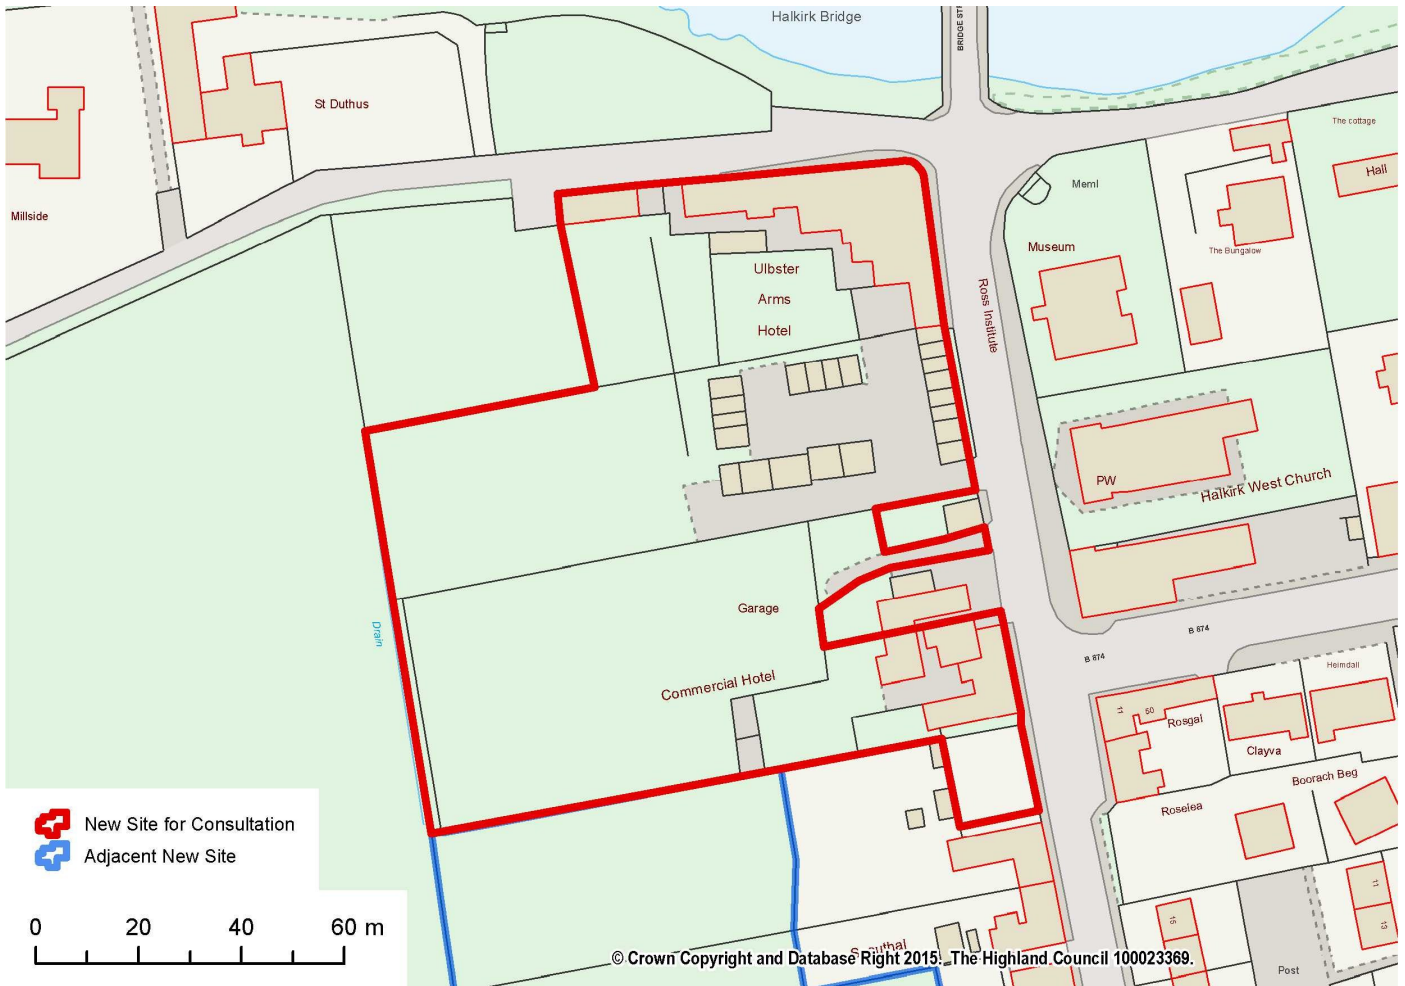 Halkirk Bridge
BRIDGE ST
St Duthus
The cottage
Hall
Meml
Millside
Museum
The Bungalow
Ulbster
Arms
Hotel
Ross Institute
PW
Halkirk West Church
Garage
Drain
B 874
B 874
Commercial Hotel
Heimdall
11
50
Rosgal
Clayva
Boorach Beg
Roselea
New Site for Consultation
Adjacent New Site
0 20 40 60 m
11
13
15
© Crown Copyright and Database Right 2015. The Highland Council 100023369.
Post